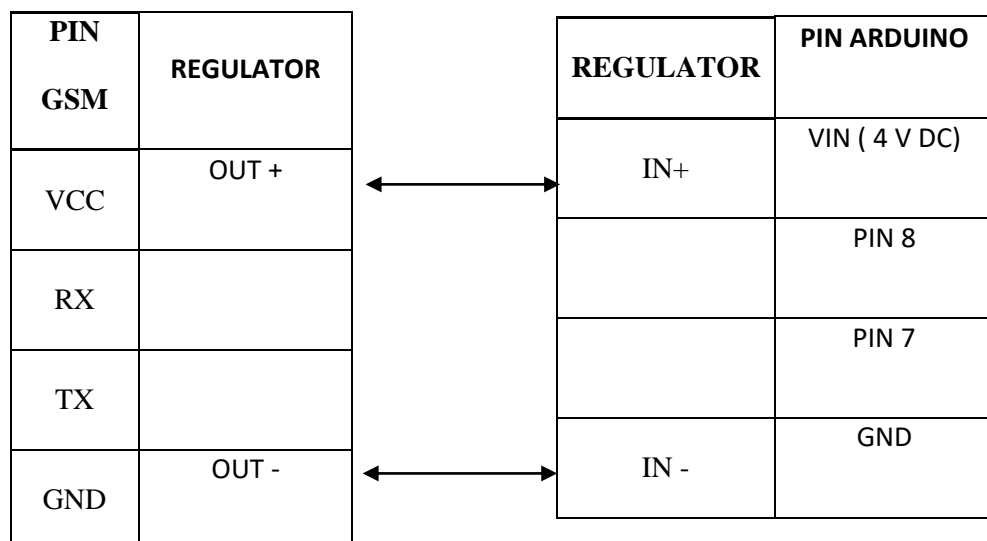 PIN
GSM
REGULATOR
VCC
OUT +
RX
TX
GND
OUT -
REGULATOR
PIN ARDUINO
IN+
VIN ( 4 V DC)
PIN 8
PIN 7
IN -
GND